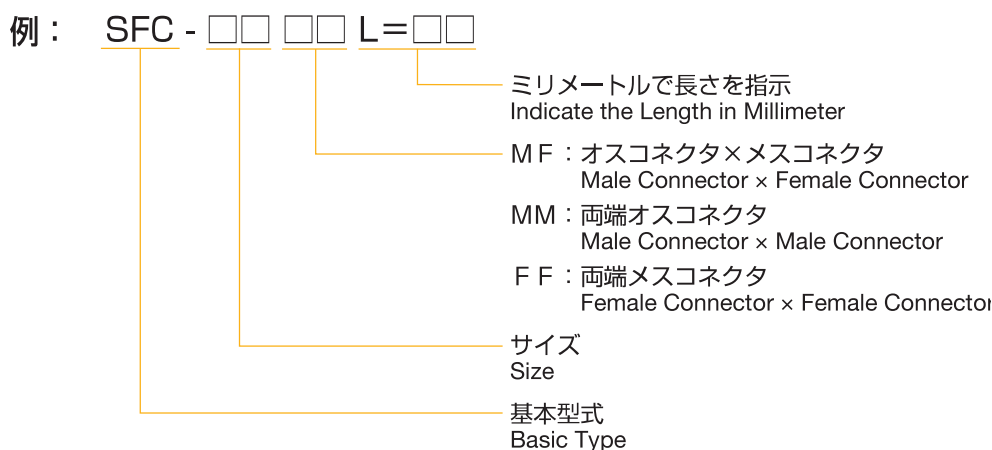 例： SFC - □□ □□ L=□□
ミリメートルで長さを指示
Indicate the Length in Millimeter
MF：オスコネクタ×メスコネクタ
Male Connector × Female Connector
MM：両端オスコネクタ
Male Connector × Male Connector
FF：両端メスコネクタ
Female Connector × Female Connector
サイズ
Size
基本型式
Basic Type